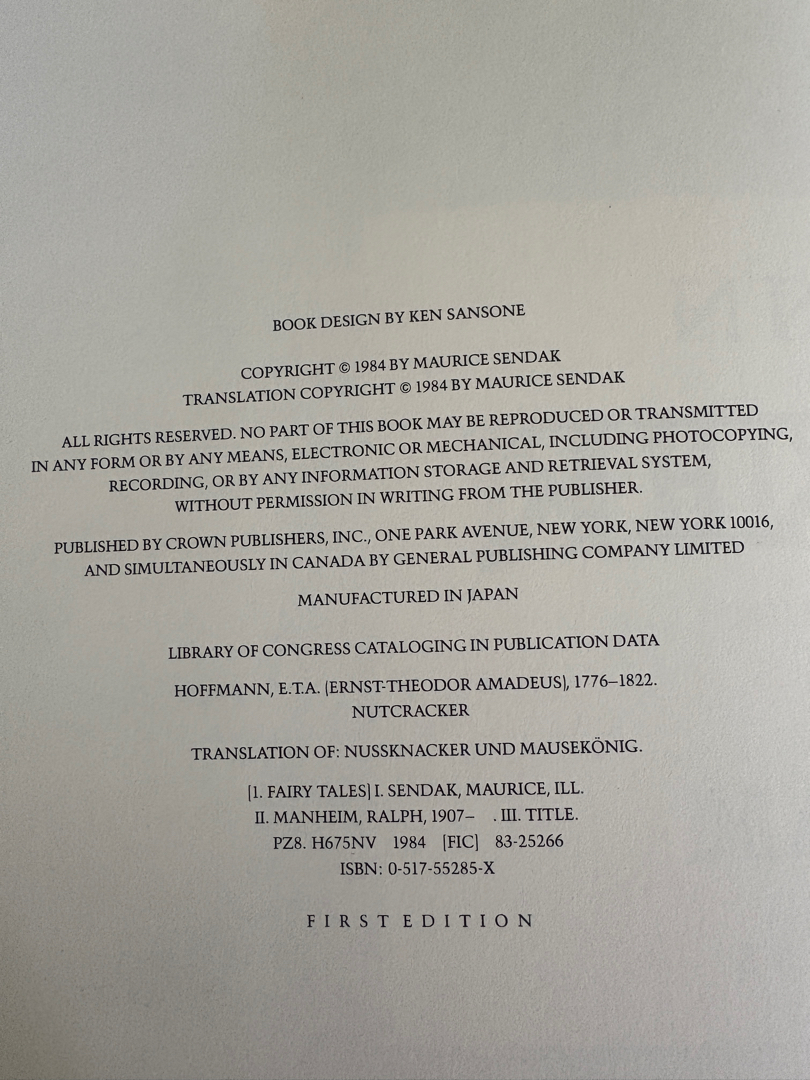 BOOK DESIGN BY KEN SANSONE
COPYRIGHT © 1984 BY MAURICE SENDAK
TRANSLATION COPYRIGHT © 1984 BY MAURICE SENDAK
ALL RIGHTS RESERVED. NO PART OF THIS BOOK MAY BE REPRODUCED OR TRANSMITTED
IN ANY FORM OR BY ANY MEANS, ELECTRONIC OR MECHANICAL, INCLUDING PHOTOCOPYING,
RECORDING, OR BY ANY INFORMATION STORAGE AND RETRIEVAL SYSTEM,
WITHOUT PERMISSION IN WRITING FROM THE PUBLISHER.
PUBLISHED BY CROWN PUBLISHERS, INC., ONE PARK AVENUE, NEW YORK, NEW YORK 10016,
AND SIMULTANEOUSLY IN CANADA BY GENERAL PUBLISHING COMPANY LIMITED
MANUFACTURED IN JAPAN
LIBRARY OF CONGRESS CATALOGING IN PUBLICATION DATA
HOFFMANN, E.T.A. (ERNST-THEODOR AMADEUS), 1776–1822.
NUTCRACKER
TRANSLATION OF: NUSSKNACKER UND MAUSEKÖNIG.
[1. FAIRY TALES] I. SENDAK, MAURICE, ILL.
II. MANHEIM, RALPH, 1907–   . III. TITLE.
PZ8. H675NV   1984   [FIC]   83-25266
ISBN: 0-517-55285-X
FIRST EDITION